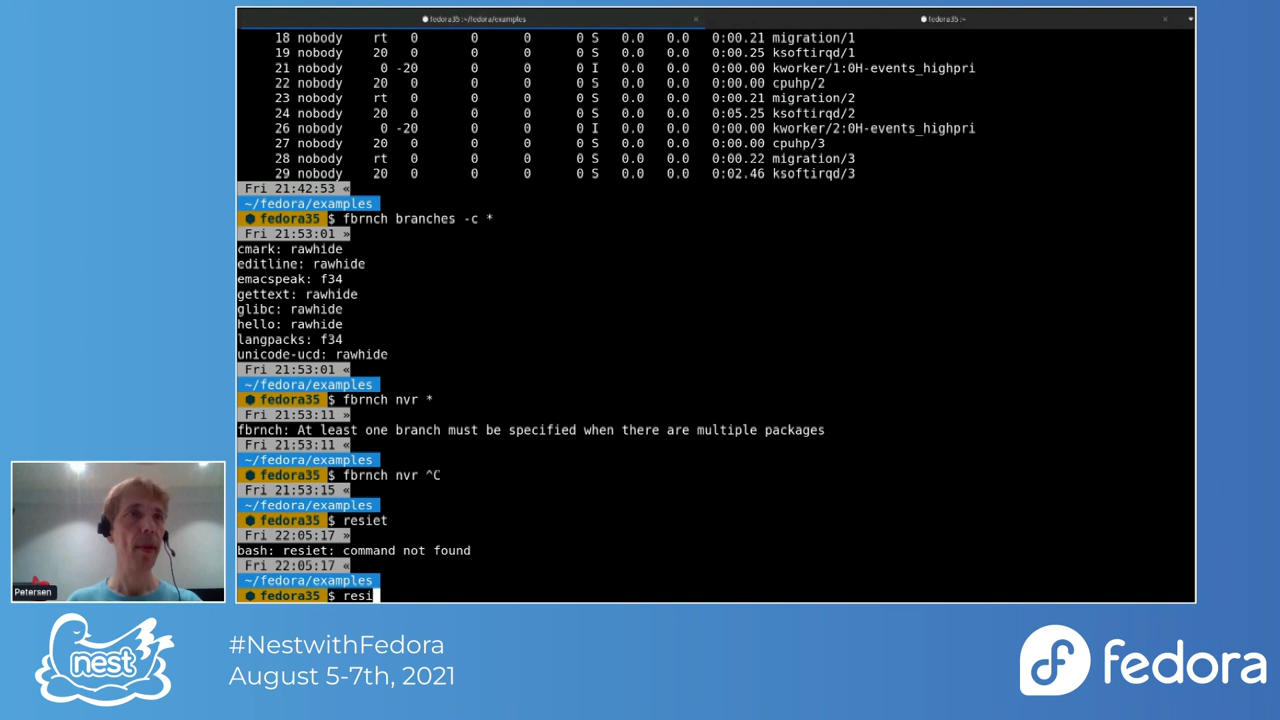 fedora35:~/fedora/examples × fedora35:~ ×
18 nobody rt 0 0 0 0 S 0.0 0.0 0:00.21 migration/1
19 nobody 20 0 0 0 0 S 0.0 0.0 0:00.25 ksoftirqd/1
21 nobody 0 -20 0 0 0 I 0.0 0.0 0:00.00 kworker/1:0H-events_highpri
22 nobody 20 0 0 0 0 S 0.0 0.0 0:00.00 cpuhp/2
23 nobody rt 0 0 0 0 S 0.0 0.0 0:00.21 migration/2
24 nobody 20 0 0 0 0 S 0.0 0.0 0:05.25 ksoftirqd/2
26 nobody 0 -20 0 0 0 I 0.0 0.0 0:00.00 kworker/2:0H-events_highpri
27 nobody 20 0 0 0 0 S 0.0 0.0 0:00.00 cpuhp/3
28 nobody rt 0 0 0 0 S 0.0 0.0 0:00.22 migration/3
29 nobody 20 0 0 0 0 S 0.0 0.0 0:02.46 ksoftirqd/3
Fri 21:42:53 «
~/fedora/examples
fedora35 $ fbrnch branches -c *
Fri 21:53:01 »
cmark: rawhide
editline: rawhide
emacspeak: f34
gettext: rawhide
glibc: rawhide
hello: rawhide
langpacks: f34
unicode-ucd: rawhide
Fri 21:53:01 «
~/fedora/examples
fedora35 $ fbrnch nvr *
Fri 21:53:11 »
fbrnch: At least one branch must be specified when there are multiple packages
Fri 21:53:11 «
~/fedora/examples
fedora35 $ fbrnch nvr ^C
Fri 21:53:15 «
~/fedora/examples
fedora35 $ resiet
Fri 22:05:17 »
bash: resiet: command not found
Fri 22:05:17 «
~/fedora/examples
fedora35 $ resi
Petersen
nest
#NestwithFedora
August 5-7th, 2021
fedora